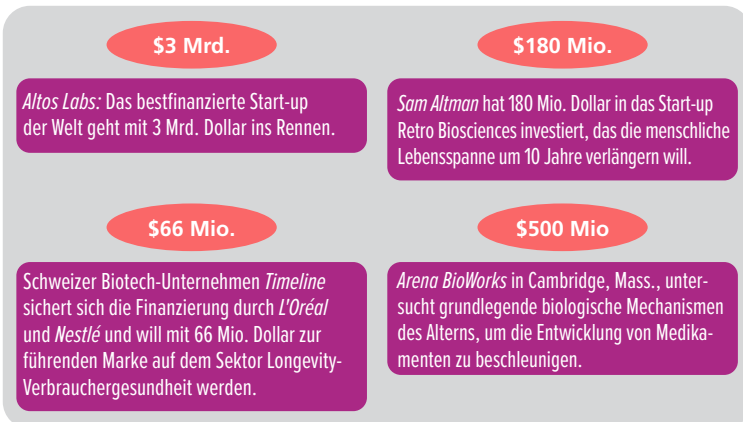 $3 Mrd.
Altos Labs: Das bestfinanzierte Start-up
der Welt geht mit 3 Mrd. Dollar ins Rennen.
$180 Mio.
Sam Altman hat 180 Mio. Dollar in das Start-up
Retro Biosciences investiert, das die menschliche
Lebensspanne um 10 Jahre verlängern will.
$66 Mio.
Schweizer Biotech-Unternehmen Timeline
sichert sich die Finanzierung durch L'Oréal
und Nestlé und will mit 66 Mio. Dollar zur
führenden Marke auf dem Sektor Longevity-
Verbrauchergesundheit werden.
$500 Mio
Arena BioWorks in Cambridge, Mass., unter-
sucht grundlegende biologische Mechanismen
des Alterns, um die Entwicklung von Medika-
menten zu beschleunigen.